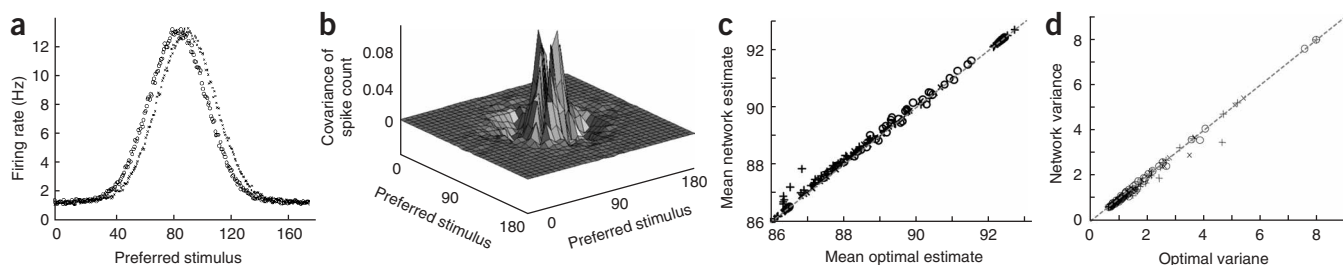 a
12
10
8
6
4
2
0
Firing rate (Hz)
0 40 80 120 160
Preferred stimulus
b
0.08
0.04
0
Covariance of
spike count
0
90
180
Preferred stimulus
0
90
180
Preferred stimulus
c
92
90
88
86
Mean network estimate
86 88 90 92
Mean optimal estimate
d
8
6
4
2
0
Network variance
0 2 4 6 8
Optimal variane